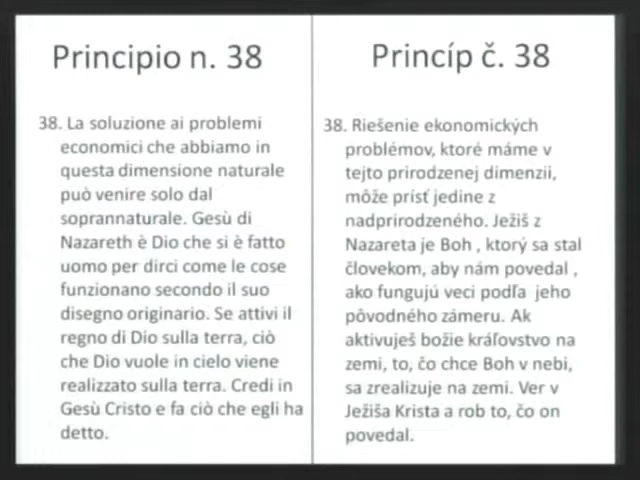 Principio n. 38
38. La soluzione ai problemi
economici che abbiamo in
questa dimensione naturale
può venire solo dal
soprannaturale. Gesù di
Nazareth è Dio che si è fatto
uomo per dirci come le cose
funzionano secondo il suo
disegno originario. Se attivi il
regno di Dio sulla terra, ciò
che Dio vuole in cielo viene
realizzato sulla terra. Credi in
Gesù Cristo e fa ciò che egli ha
detto.
Princíp č. 38
38. Riešenie ekonomických
problémov, ktoré máme v
tejto prirodzenej dimenzii,
môže prísť jedine z
nadprirodzeného. Ježiš z
Nazareta je Boh , ktorý sa stal
človekom, aby nám povedal ,
ako fungujú veci podľa jeho
pôvodného zámeru. Ak
aktivuješ božie kráľovstvo na
zemi, to, čo chce Boh v nebi,
sa zrealizuje na zemi. Ver v
Ježiša Krista a rob to, čo on
povedal.